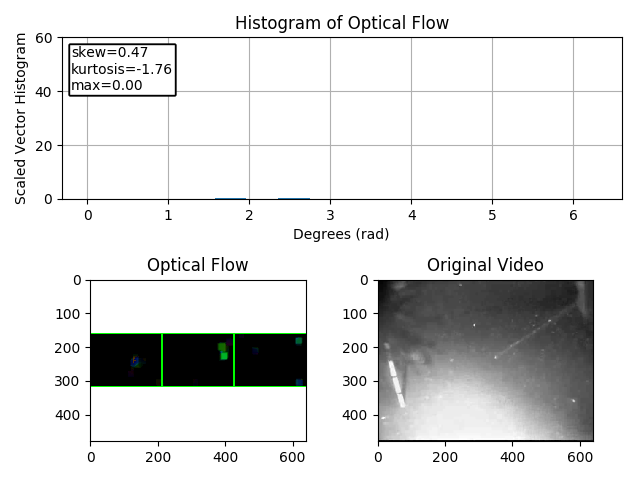 Histogram of Optical Flow
Scaled Vector Histogram
60
40
20
0
skew=0.47
kurtosis=-1.76
max=0.00
0 1 2 3 4 5 6
Degrees (rad)
Optical Flow
0
100
200
300
400
0 200 400 600
Original Video
0
100
200
300
400
0 200 400 600